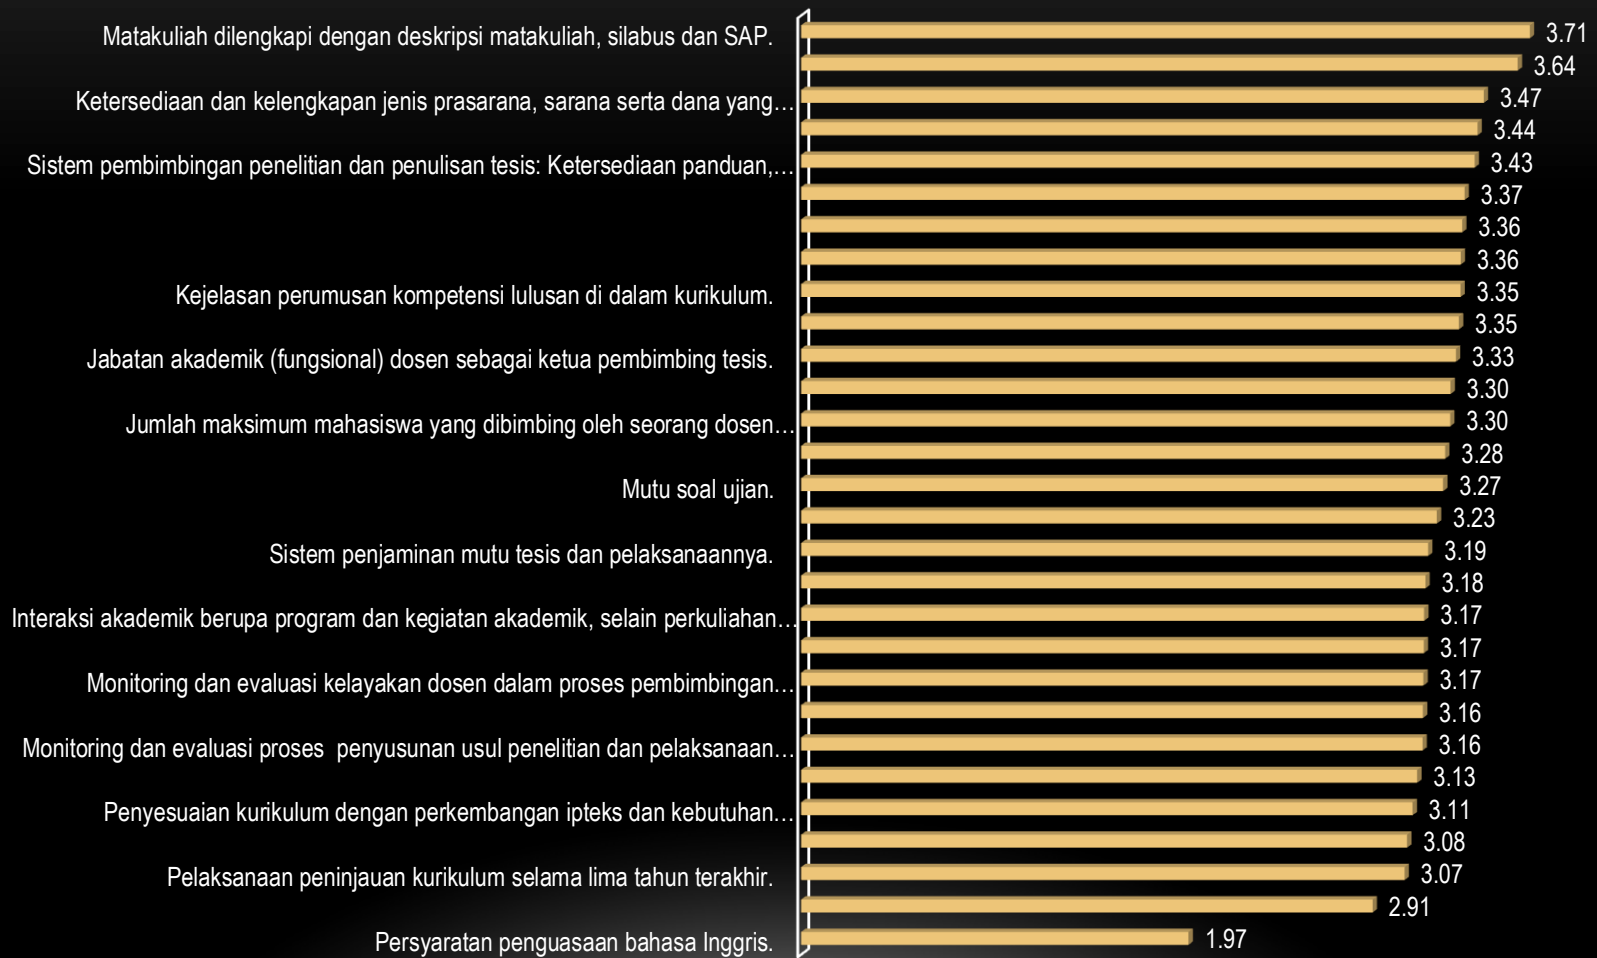 Matakuliah dilengkapi dengan deskripsi matakuliah, silabus dan SAP. 3.71
3.64
Ketersediaan dan kelengkapan jenis prasarana, sarana serta dana yang… 3.47
3.44
Sistem pembimbingan penelitian dan penulisan tesis: Ketersediaan panduan,… 3.43
3.37
3.36
3.36
Kejelasan perumusan kompetensi lulusan di dalam kurikulum. 3.35
3.35
Jabatan akademik (fungsional) dosen sebagai ketua pembimbing tesis. 3.33
3.30
Jumlah maksimum mahasiswa yang dibimbing oleh seorang dosen… 3.30
3.28
Mutu soal ujian. 3.27
3.23
Sistem penjaminan mutu tesis dan pelaksanaannya. 3.19
3.18
Interaksi akademik berupa program dan kegiatan akademik, selain perkuliahan… 3.17
3.17
Monitoring dan evaluasi kelayakan dosen dalam proses pembimbingan… 3.17
3.16
Monitoring dan evaluasi proses  penyusunan usul penelitian dan pelaksanaan… 3.16
3.13
Penyesuaian kurikulum dengan perkembangan ipteks dan kebutuhan… 3.11
3.08
Pelaksanaan peninjauan kurikulum selama lima tahun terakhir. 3.07
2.91
Persyaratan penguasaan bahasa Inggris. 1.97